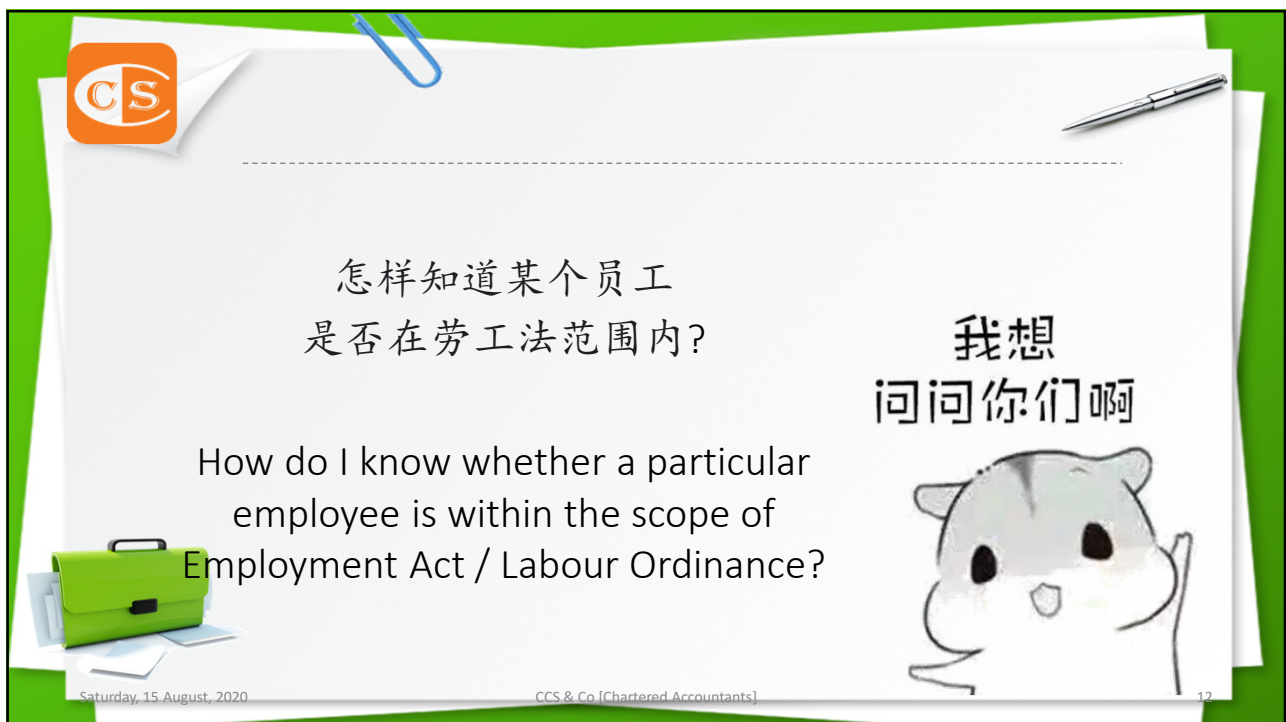 CS
怎样知道某个员工
是否在劳工法范围内?
我想
问问你们啊
How do I know whether a particular
employee is within the scope of
Employment Act / Labour Ordinance?
Saturday, 15 August, 2020
CCS & Co [Chartered Accountants]
12